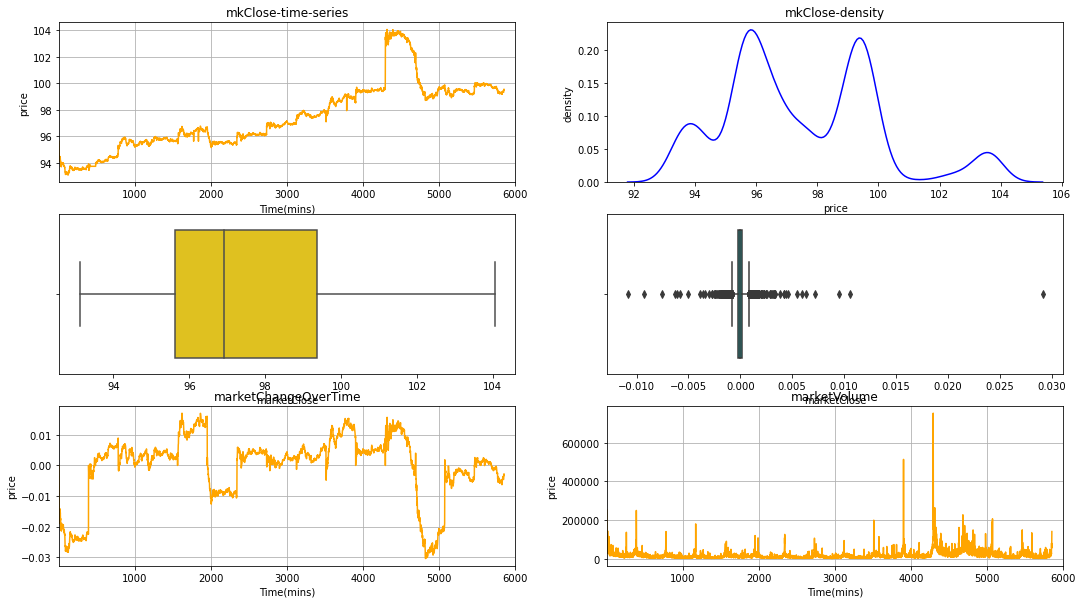 mkClose-time-series
mkClose-density
104
102
100
98
96
94
price
1000 2000 3000 4000 5000 6000
Time(mins)
0.20
0.15
0.10
0.05
0.00
density
92 94 96 98 100 102 104 106
price
94 96 98 100 102 104
marketClose
−0.010 −0.005 0.000 0.005 0.010 0.015 0.020 0.025 0.030
marketClose
marketChangeOverTime
marketVolume
0.01
0.00
−0.01
−0.02
−0.03
price
1000 2000 3000 4000 5000 6000
Time(mins)
600000
400000
200000
0
price
1000 2000 3000 4000 5000 6000
Time(mins)